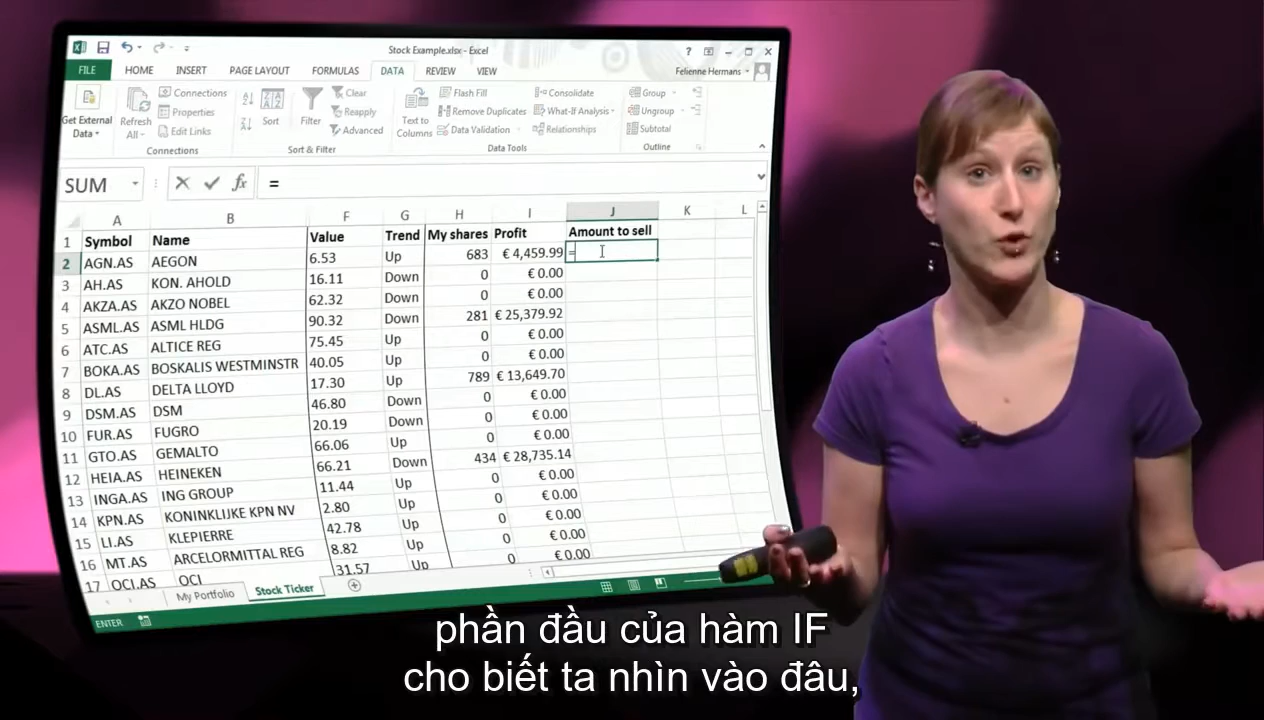 Stock Example.xlsx - Excel
FILE HOME INSERT PAGE LAYOUT FORMULAS DATA REVIEW VIEW Felienne Hermans
Get External Data
Refresh All
Connections
Properties
Edit Links
Connections
Sort
Filter
Clear
Reapply
Advanced
Sort & Filter
Text to Columns
Flash Fill
Remove Duplicates
Data Validation
Consolidate
What-If Analysis
Relationships
Data Tools
Group
Ungroup
Subtotal
Outline
SUM fx =
A B F G H I J K L
1 Symbol Name Value Trend My shares Profit Amount to sell
2 AGN.AS AEGON 6.53 Up 683 € 4,459.99 =
3 AH.AS KON. AHOLD 16.11 Down 0 € 0.00
4 AKZA.AS AKZO NOBEL 62.32 Down 0 € 0.00
5 ASML.AS ASML HLDG 90.32 Down 281 € 25,379.92
6 ATC.AS ALTICE REG 75.45 Up 0 € 0.00
7 BOKA.AS BOSKALIS WESTMINSTR 40.05 Up 0 € 0.00
8 DL.AS DELTA LLOYD 17.30 Up 789 € 13,649.70
9 DSM.AS DSM 46.80 Down 0 € 0.00
10 FUR.AS FUGRO 20.19 Down 0 € 0.00
11 GTO.AS GEMALTO 66.06 Up 0 € 0.00
12 HEIA.AS HEINEKEN 66.21 Down 434 € 28,735.14
13 INGA.AS ING GROUP 11.44 Up 0 € 0.00
14 KPN.AS KONINKLIJKE KPN NV 2.80 Up 0 € 0.00
15 LI.AS KLEPIERRE 42.78 Up 0 € 0.00
16 MT.AS ARCELORMITTAL REG 8.82 Up 0 € 0.00
17 OCI.AS OCI 31.57 Up 0 € 0.00
My Portfolio Stock Ticker
ENTER
phần đầu của hàm IF
cho biết ta nhìn vào đâu,